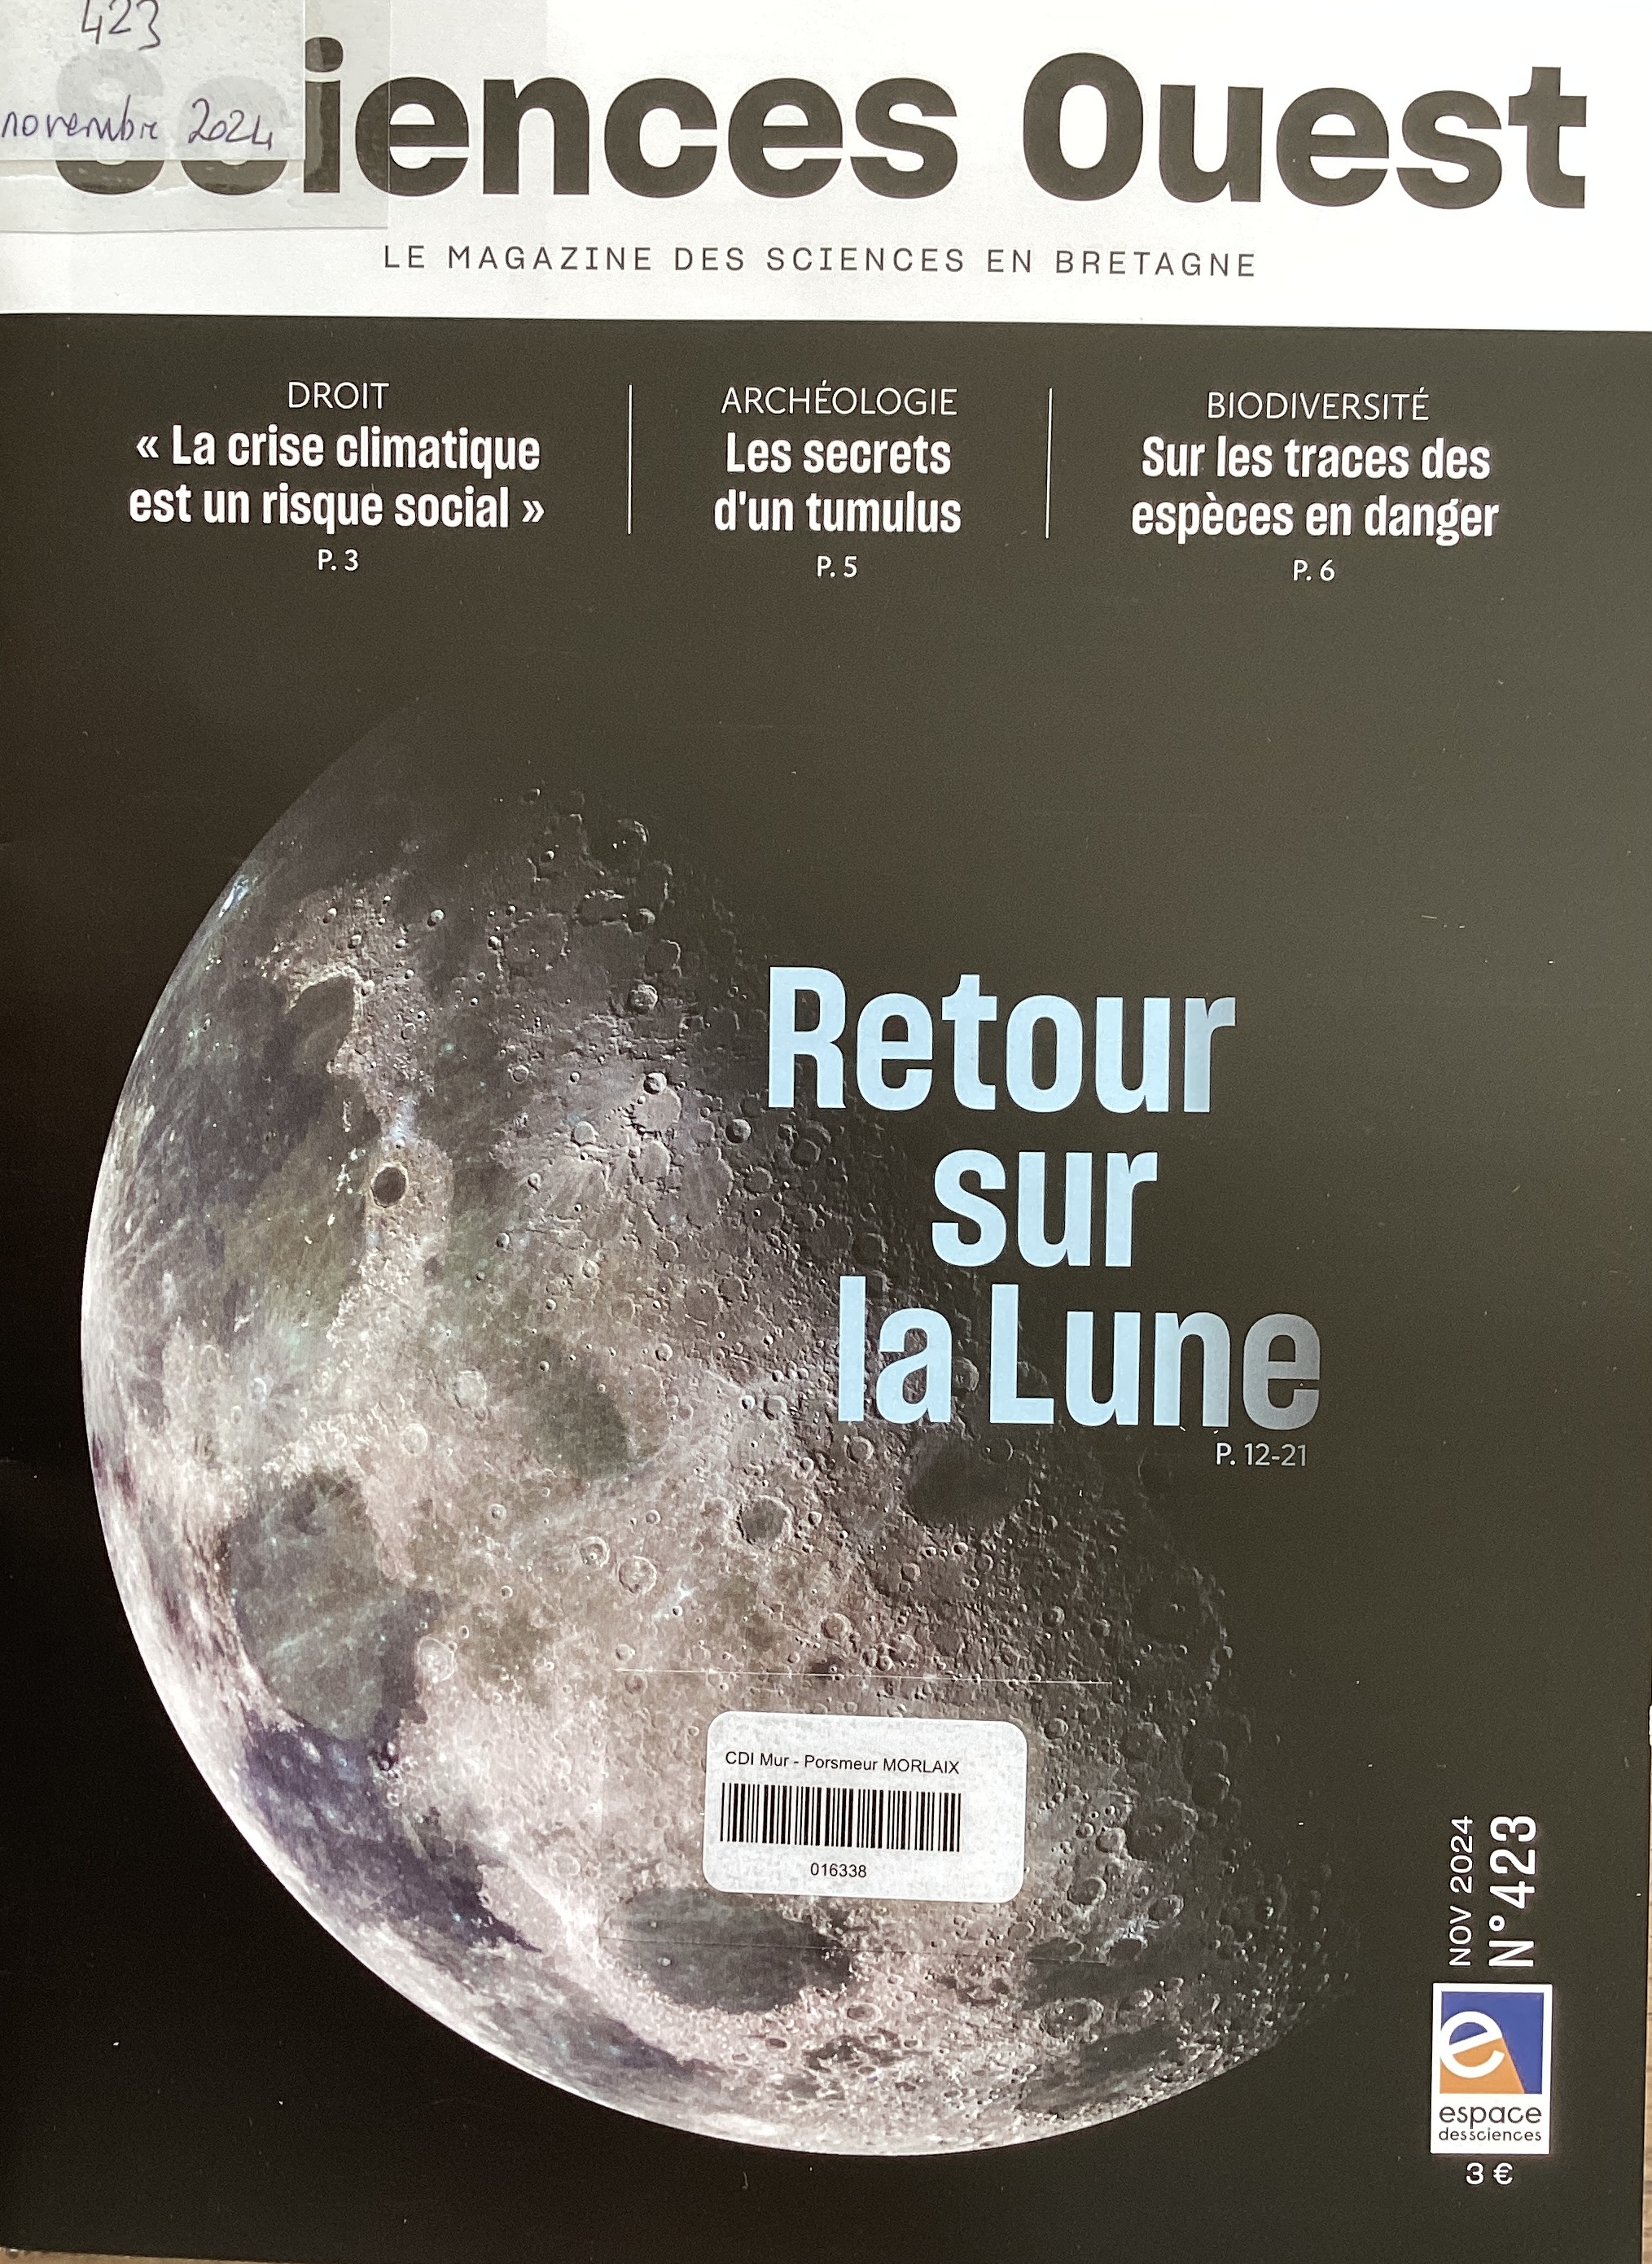 423
novembre 2024
Sciences Ouest
LE MAGAZINE DES SCIENCES EN BRETAGNE
DROIT
« La crise climatique
est un risque social »
P. 3
ARCHÉOLOGIE
Les secrets
d'un tumulus
P. 5
BIODIVERSITÉ
Sur les traces des
espèces en danger
P. 6
Retour
sur
la Lune
P. 12-21
CDI Mur - Porsmeur MORLAIX
016338
NOV 2024
N°423
e
espace
des sciences
3 €